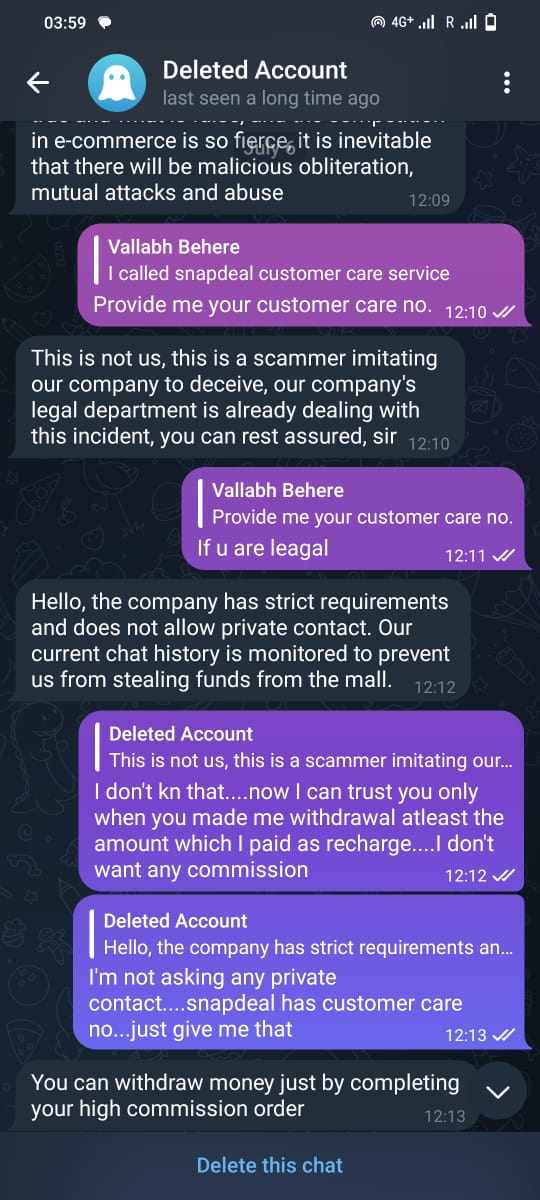 03:59
4G+
R
Deleted Account
last seen a long time ago
July 6
in e-commerce is so fierce, it is inevitable
that there will be malicious obliteration,
mutual attacks and abuse
12:09
Vallabh Behere
I called snapdeal customer care service
Provide me your customer care no.
12:10
This is not us, this is a scammer imitating
our company to deceive, our company's
legal department is already dealing with
this incident, you can rest assured, sir
12:10
Vallabh Behere
Provide me your customer care no.
If u are leagal
12:11
Hello, the company has strict requirements
and does not allow private contact. Our
current chat history is monitored to prevent
us from stealing funds from the mall.
12:12
Deleted Account
This is not us, this is a scammer imitating our...
I don't kn that....now I can trust you only
when you made me withdrawal atleast the
amount which I paid as recharge....I don't
want any commission
12:12
Deleted Account
Hello, the company has strict requirements an...
I'm not asking any private
contact....snapdeal has customer care
no...just give me that
12:13
You can withdraw money just by completing
your high commission order
12:13
Delete this chat